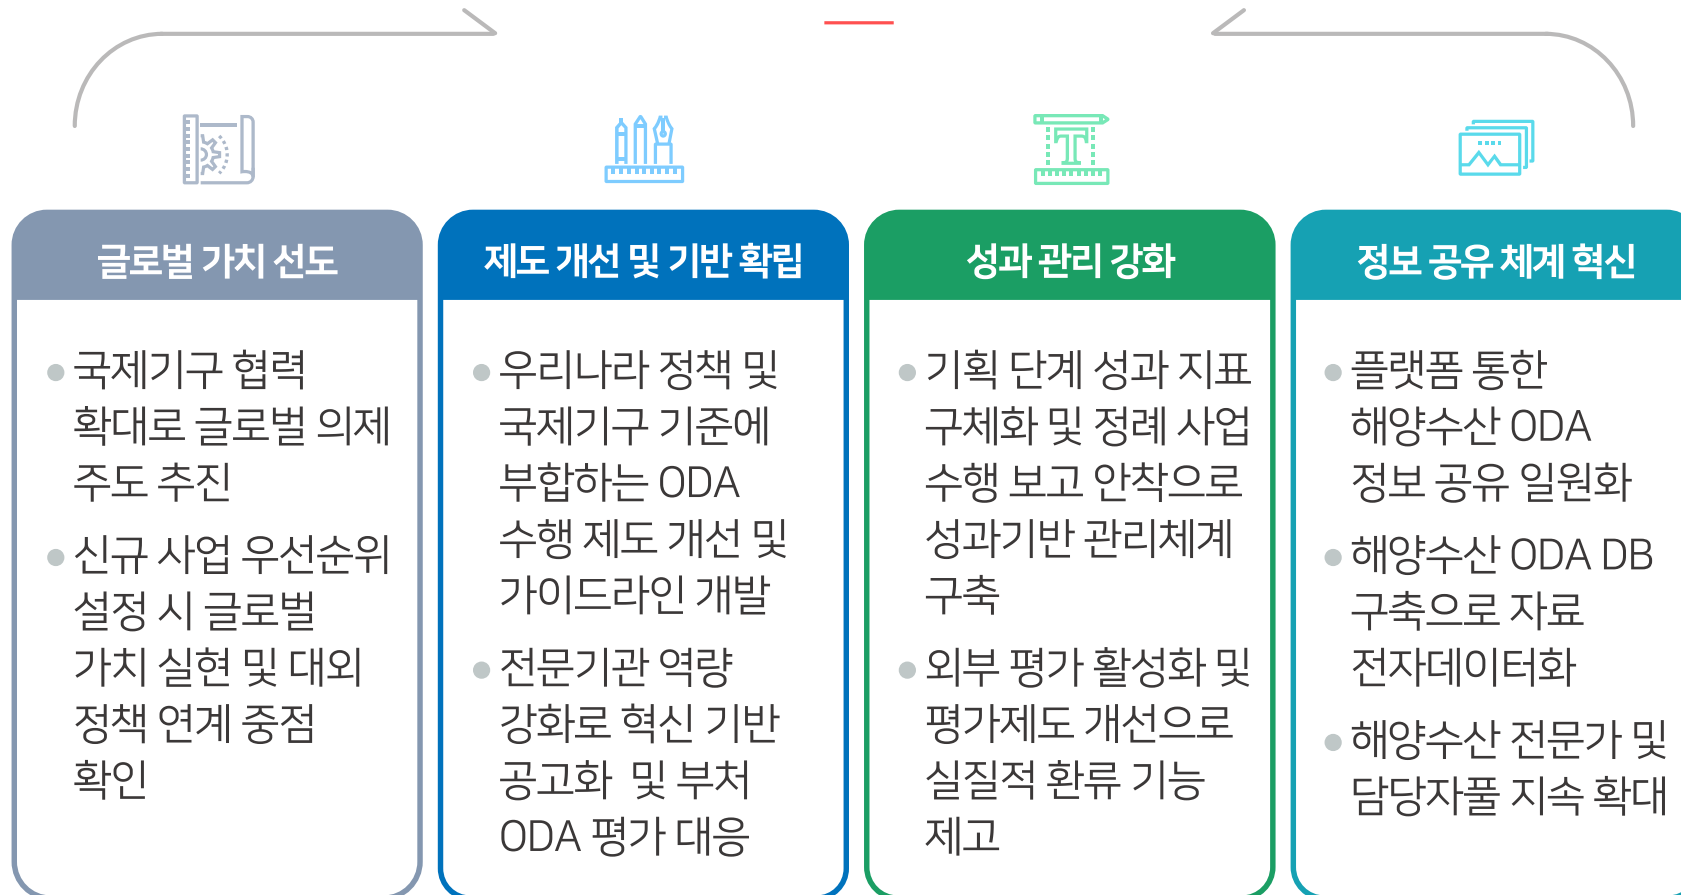 글로벌 가치 선도
국제기구 협력
확대로 글로벌 의제
주도 추진
신규 사업 우선순위
설정 시 글로벌
가치 실현 및 대외
정책 연계 중점
확인
제도 개선 및 기반 확립
우리나라 정책 및
국제기구 기준에
부합하는 ODA
수행 제도 개선 및
가이드라인 개발
전문기관 역량
강화로 혁신 기반
공고화 및 부처
ODA 평가 대응
성과 관리 강화
기획 단계 성과 지표
구체화 및 정례 사업
수행 보고 안착으로
성과기반 관리체계
구축
외부 평가 활성화 및
평가제도 개선으로
실질적 환류 기능
제고
정보 공유 체계 혁신
플랫폼 통한
해양수산 ODA
정보 공유 일원화
해양수산 ODA DB
구축으로 자료
전자데이터화
해양수산 전문가 및
담당자풀 지속 확대